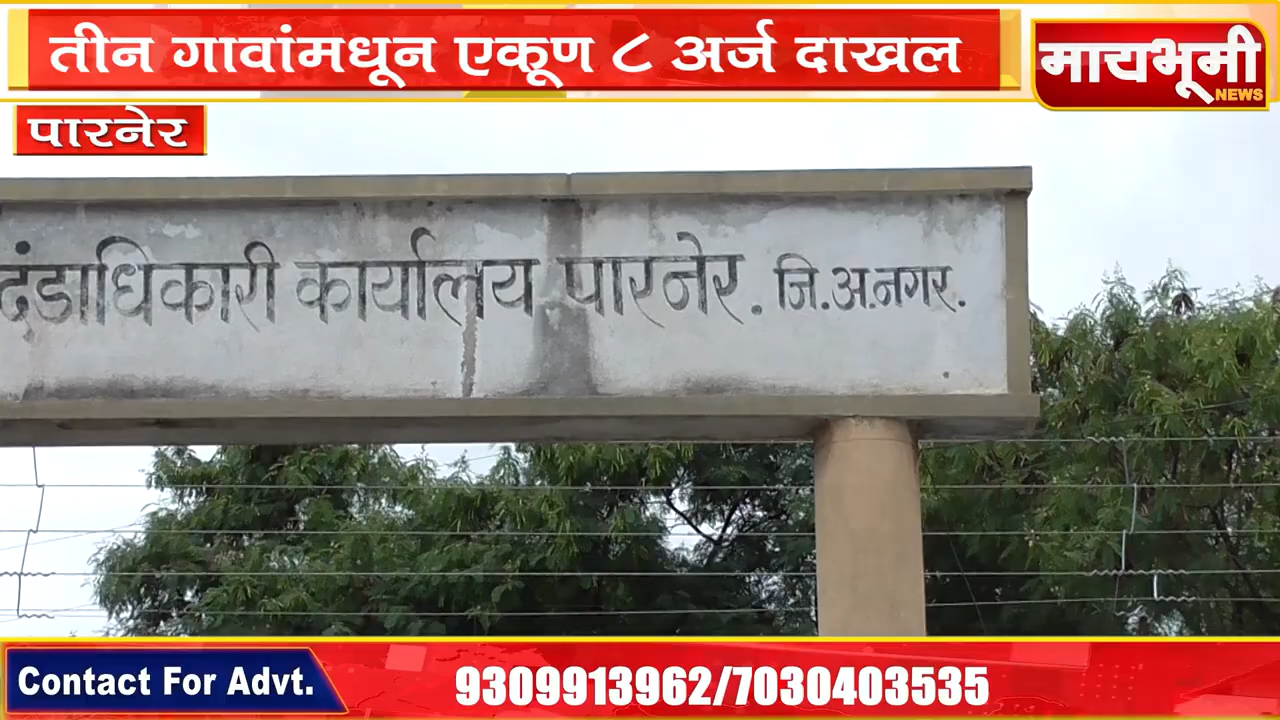 तीन गावांमधून एकूण ८ अर्ज दाखल
मायभूमी
NEWS
पारनेर
दंडाधिकारी कार्यालय पारनेर. जि.अ.नगर.
Contact For Advt.
9309913962/7030403535